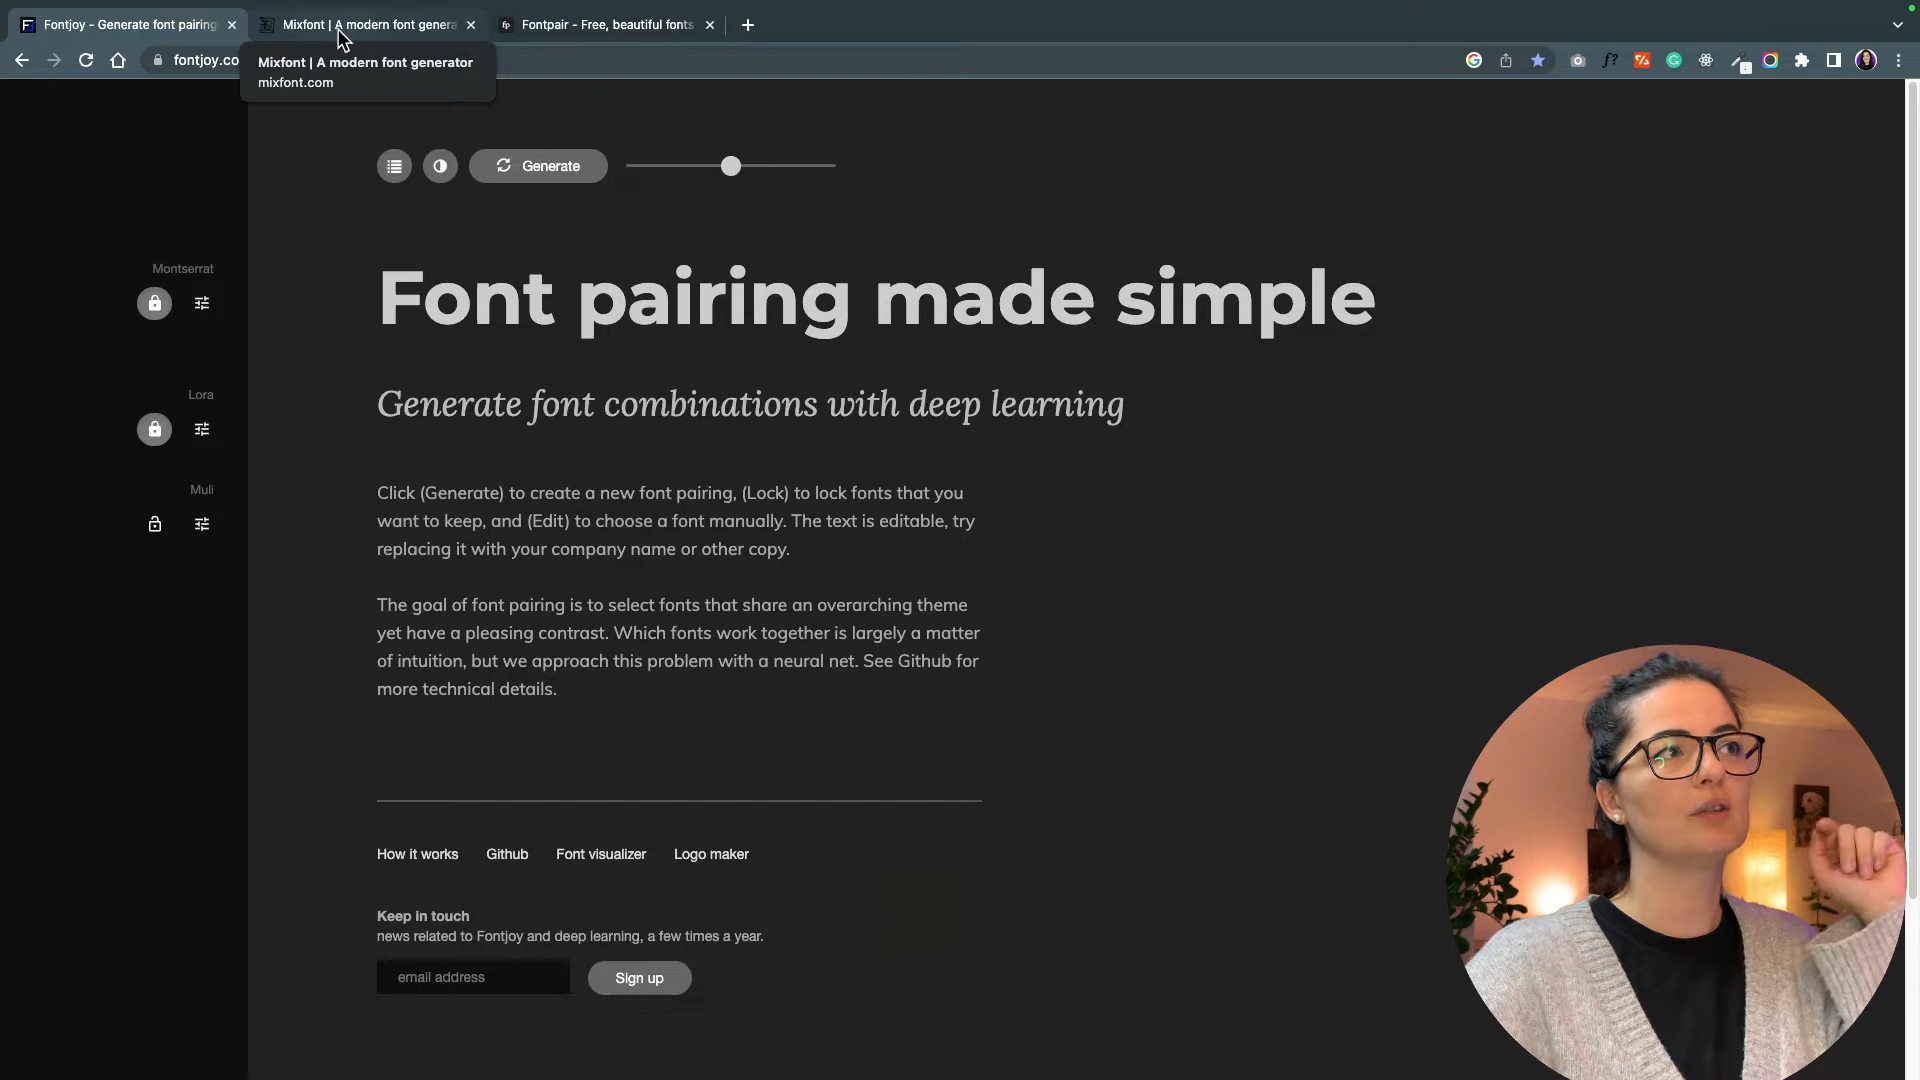 Fontjoy - Generate font pairing
Mixfont | A modern font genera
Fontpair - Free, beautiful fonts
fontjoy.co
Mixfont | A modern font generator
mixfont.com
Generate
Montserrat
Font pairing made simple
Lora
Generate font combinations with deep learning
Muli
Click (Generate) to create a new font pairing, (Lock) to lock fonts that you
want to keep, and (Edit) to choose a font manually. The text is editable, try
replacing it with your company name or other copy.
The goal of font pairing is to select fonts that share an overarching theme
yet have a pleasing contrast. Which fonts work together is largely a matter
of intuition, but we approach this problem with a neural net. See Github for
more technical details.
How it works Github Font visualizer Logo maker
Keep in touch
news related to Fontjoy and deep learning, a few times a year.
email address
Sign up